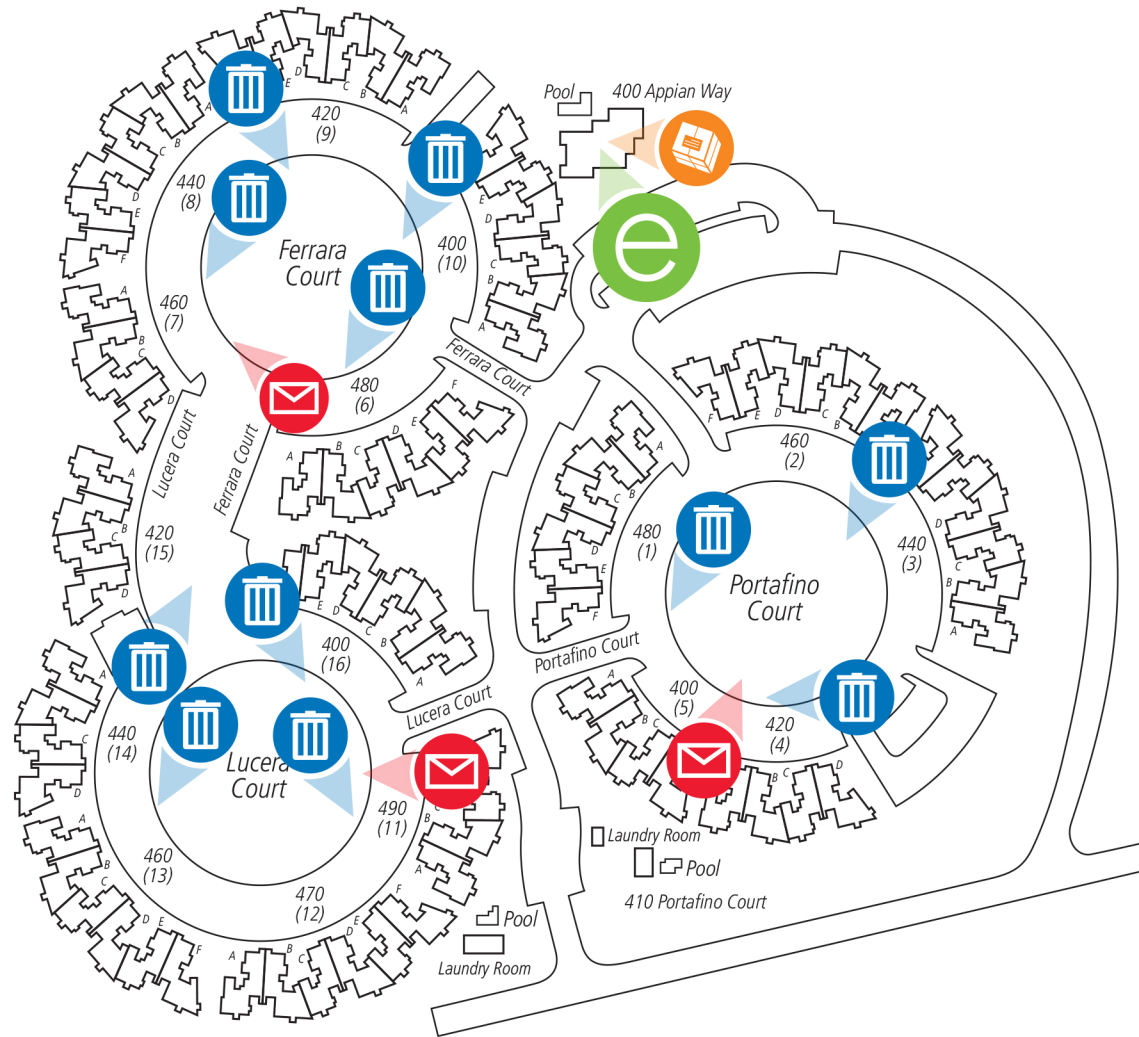 Pool
400 Appian Way
e
420
(9)
A
B
C
D
E
440
(8)
A
B
C
D
E
F
400
(10)
A
B
C
D
E
Ferrara
Court
460
(7)
A
B
C
D
480
(6)
A
B
C
D
E
F
Ferrara Court
Lucera Court
Ferrara Court
460
(2)
B
C
D
E
F
480
(1)
A
B
C
D
E
F
440
(3)
A
B
C
D
Portafino
Court
420
(15)
A
B
C
D
400
(16)
A
B
C
D
E
Portafino Court
Lucera Court
400
(5)
A
B
C
420
(4)
B
C
D
440
(14)
A
C
D
Lucera
Court
490
(11)
A
B
C
460
(13)
A
B
C
D
E
F
470
(12)
A
B
C
D
E
F
Laundry Room
Pool
410 Portafino Court
Pool
Laundry Room